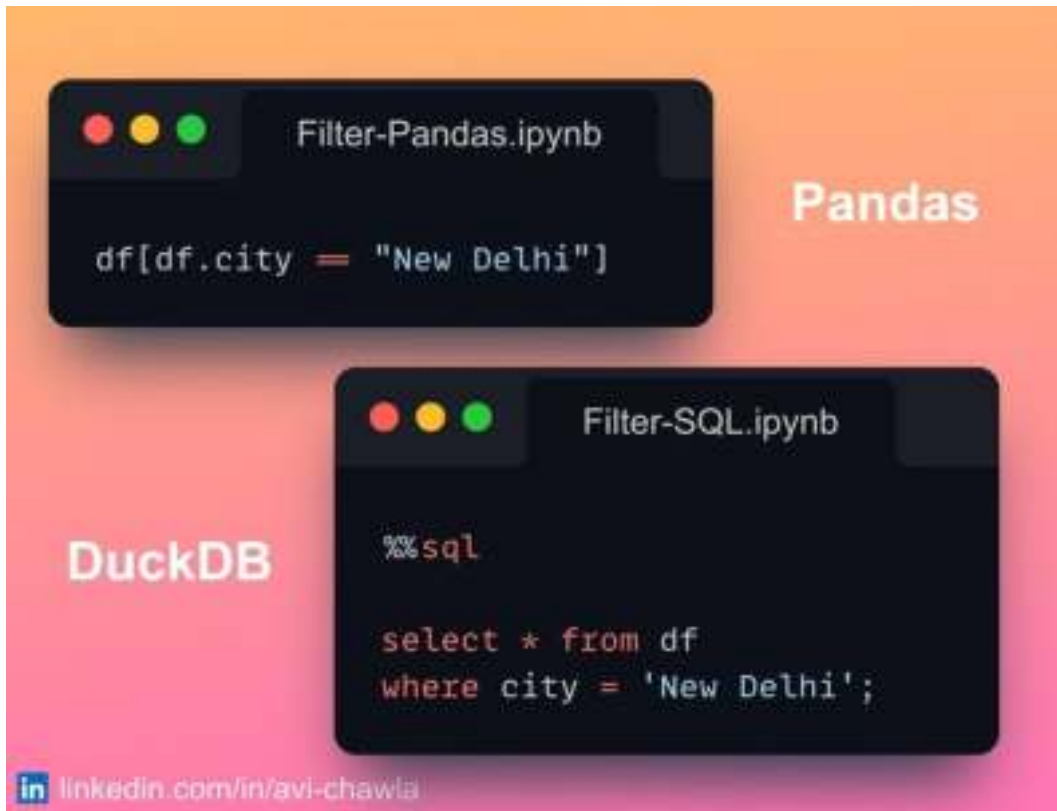 Filter-Pandas.ipynb
Pandas
df[df.city == "New Delhi"]
Filter-SQL.ipynb
DuckDB
%%sql
select * from df
where city = 'New Delhi';
in linkedin.com/in/avi-chawla